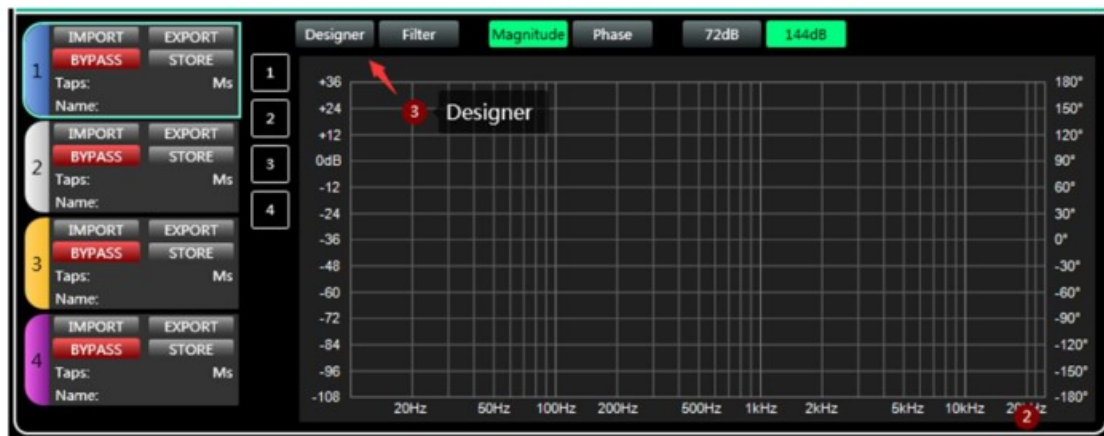 Designer Filter Magnitude Phase 72dB 144dB
1 IMPORT EXPORT
BYPASS STORE
Taps: Ms
Name:
2 IMPORT EXPORT
BYPASS STORE
Taps: Ms
Name:
3 IMPORT EXPORT
BYPASS STORE
Taps: Ms
Name:
4 IMPORT EXPORT
BYPASS STORE
Taps: Ms
Name:
1
2
3
4
3 Designer
+36 180°
+24 150°
+12 120°
0dB 90°
-12 60°
-24 30°
-36 0°
-48 -30°
-60 -60°
-72 -90°
-84 -120°
-96 -150°
-108 -180°
20Hz 50Hz 100Hz 200Hz 500Hz 1kHz 2kHz 5kHz 10kHz
2